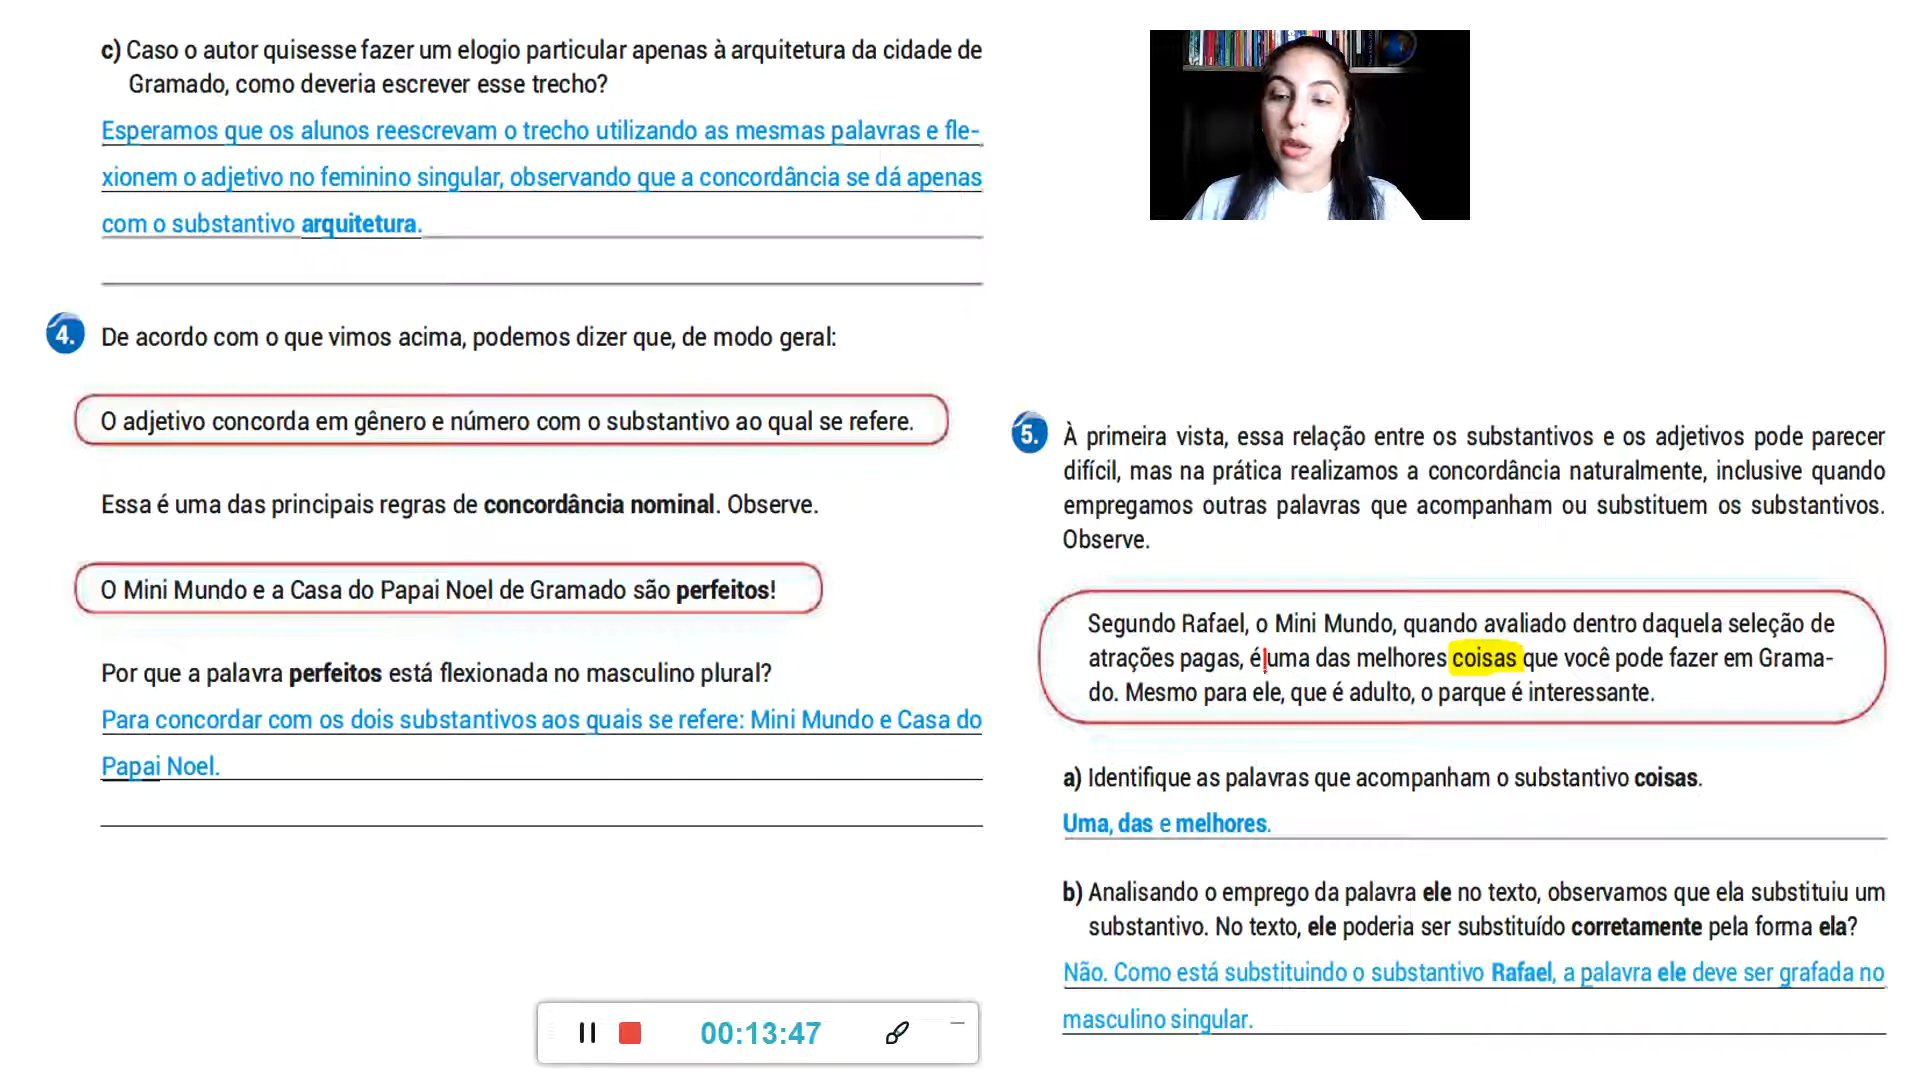 c) Caso o autor quisesse fazer um elogio particular apenas à arquitetura da cidade de
Gramado, como deveria escrever esse trecho?
Esperamos que os alunos reescrevam o trecho utilizando as mesmas palavras e fle-
xionem o adjetivo no feminino singular, observando que a concordância se dá apenas
com o substantivo arquitetura.
4. De acordo com o que vimos acima, podemos dizer que, de modo geral:
O adjetivo concorda em gênero e número com o substantivo ao qual se refere.
Essa é uma das principais regras de concordância nominal. Observe.
O Mini Mundo e a Casa do Papai Noel de Gramado são perfeitos!
Por que a palavra perfeitos está flexionada no masculino plural?
Para concordar com os dois substantivos aos quais se refere: Mini Mundo e Casa do
Papai Noel.
5. À primeira vista, essa relação entre os substantivos e os adjetivos pode parecer
difícil, mas na prática realizamos a concordância naturalmente, inclusive quando
empregamos outras palavras que acompanham ou substituem os substantivos.
Observe.
Segundo Rafael, o Mini Mundo, quando avaliado dentro daquela seleção de
atrações pagas, é uma das melhores coisas que você pode fazer em Grama-
do. Mesmo para ele, que é adulto, o parque é interessante.
a) Identifique as palavras que acompanham o substantivo coisas.
Uma, das e melhores.
b) Analisando o emprego da palavra ele no texto, observamos que ela substituiu um
substantivo. No texto, ele poderia ser substituído corretamente pela forma ela?
Não. Como está substituindo o substantivo Rafael, a palavra ele deve ser grafada no
masculino singular.
00:13:47